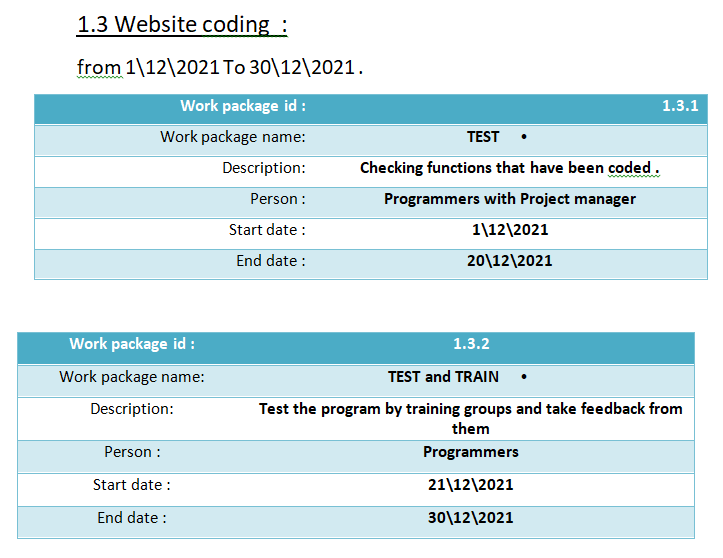 1.3 Website coding :
from 1\12\2021 To 30\12\2021 .
Work package id : 1.3.1
Work package name: TEST •
Description: Checking functions that have been coded .
Person : Programmers with Project manager
Start date : 1\12\2021
End date : 20\12\2021
Work package id : 1.3.2
Work package name: TEST and TRAIN •
Description: Test the program by training groups and take feedback from
them
Person : Programmers
Start date : 21\12\2021
End date : 30\12\2021